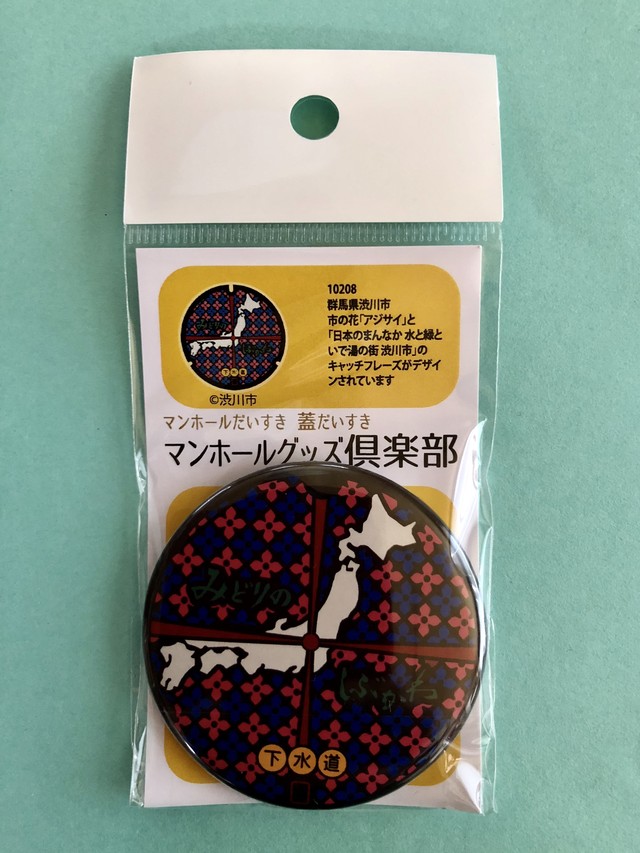 10208
群馬県渋川市
市の花「アジサイ」と
「日本のまんなか 水と緑と
いで湯の街 渋川市」の
キャッチフレーズがデザイ
ンされています
©渋川市
マンホールだいすき 蓋だいすき
マンホールグッズ倶楽部
みどりの
しぶかわ
下水道